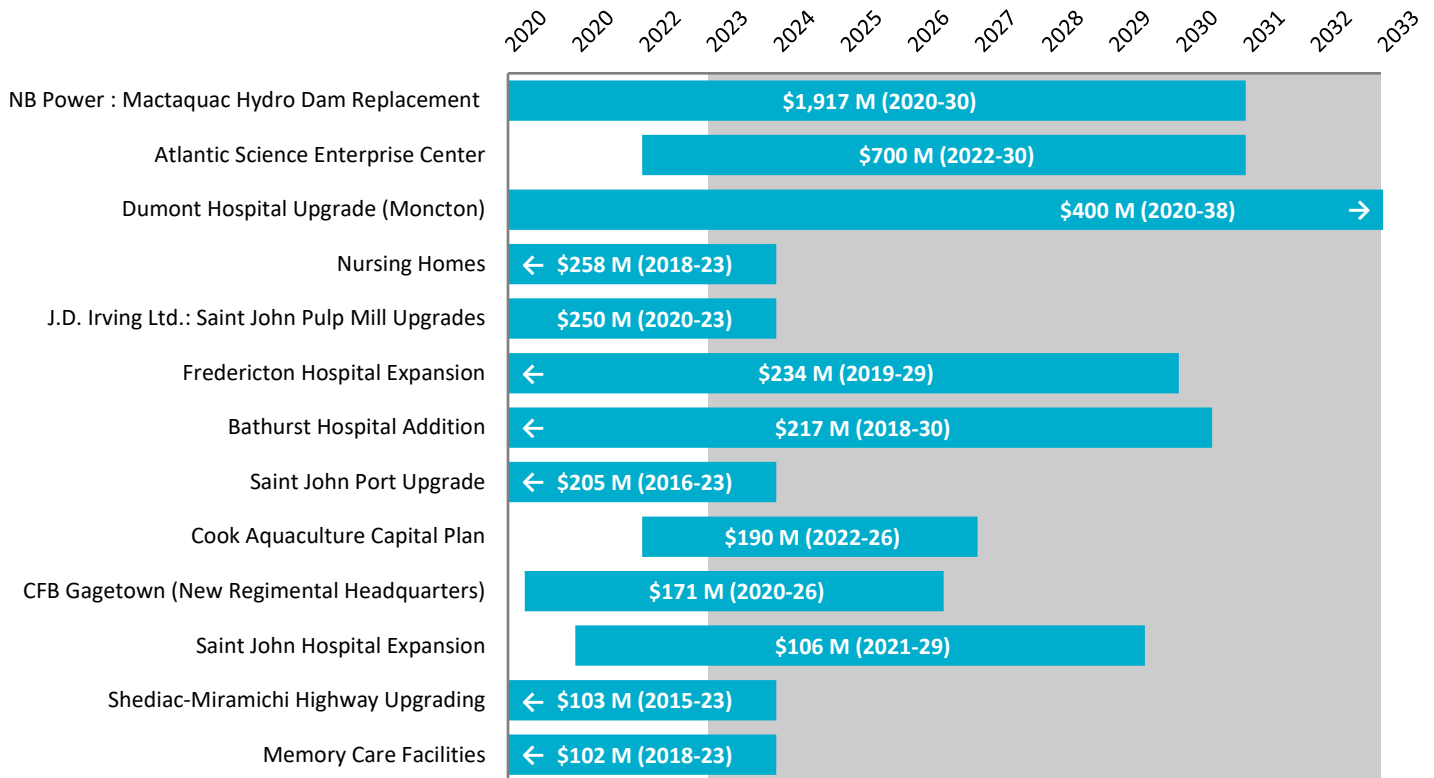 2020 2020 2022 2023 2024 2025 2026 2027 2028 2029 2030 2031 2032 2033
NB Power : Mactaquac Hydro Dam Replacement $1,917 M (2020-30)
Atlantic Science Enterprise Center $700 M (2022-30)
Dumont Hospital Upgrade (Moncton) $400 M (2020-38) →
Nursing Homes ← $258 M (2018-23)
J.D. Irving Ltd.: Saint John Pulp Mill Upgrades $250 M (2020-23)
Fredericton Hospital Expansion ← $234 M (2019-29)
Bathurst Hospital Addition ← $217 M (2018-30)
Saint John Port Upgrade ← $205 M (2016-23)
Cook Aquaculture Capital Plan $190 M (2022-26)
CFB Gagetown (New Regimental Headquarters) $171 M (2020-26)
Saint John Hospital Expansion $106 M (2021-29)
Shediac-Miramichi Highway Upgrading ← $103 M (2015-23)
Memory Care Facilities ← $102 M (2018-23)